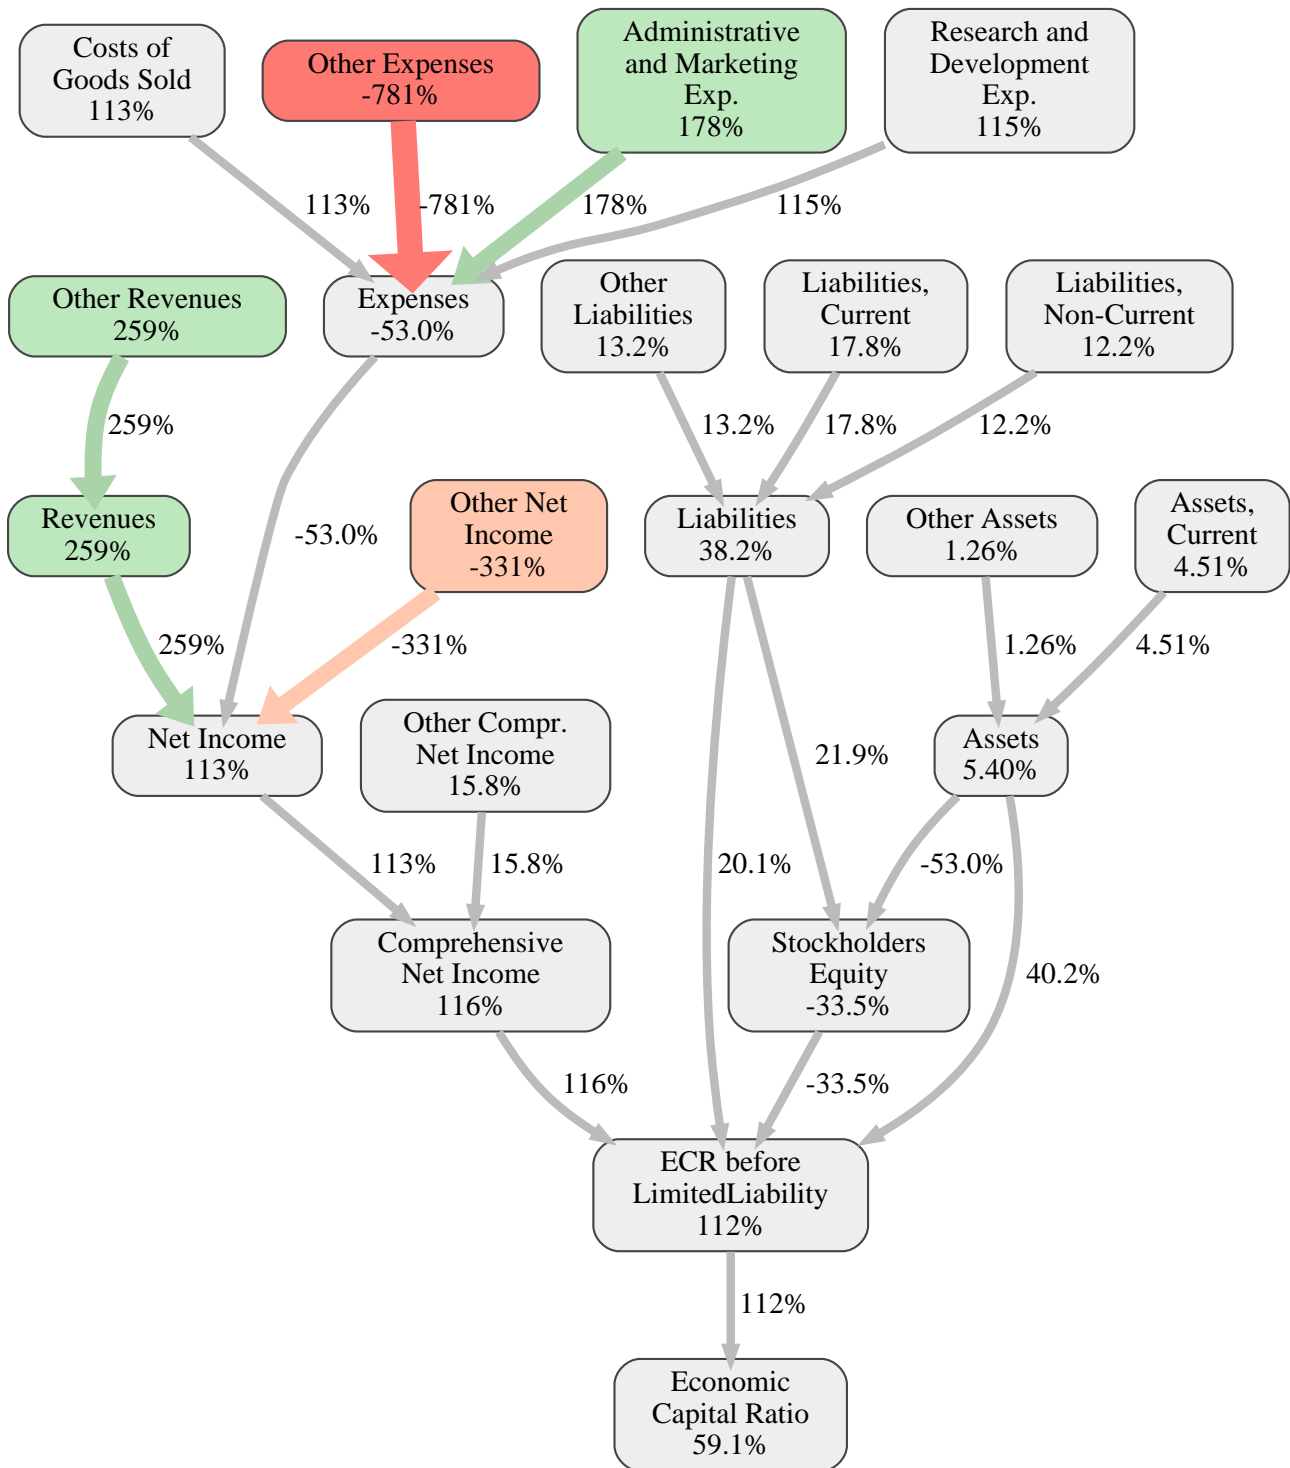 Costs of
Goods Sold
113%
Other Expenses
-781%
Administrative
and Marketing
Exp.
178%
Research and
Development
Exp.
115%
113%
-781%
178%
115%
Other Revenues
259%
Expenses
-53.0%
Other
Liabilities
13.2%
Liabilities,
Current
17.8%
Liabilities,
Non-Current
12.2%
259%
13.2%
17.8%
12.2%
Revenues
259%
-53.0%
Other Net
Income
-331%
Liabilities
38.2%
Other Assets
1.26%
Assets,
Current
4.51%
259%
-331%
1.26%
4.51%
Net Income
113%
Other Compr.
Net Income
15.8%
21.9%
Assets
5.40%
113%
15.8%
20.1%
-53.0%
Comprehensive
Net Income
116%
Stockholders
Equity
-33.5%
40.2%
116%
-33.5%
ECR before
LimitedLiability
112%
112%
Economic
Capital Ratio
59.1%